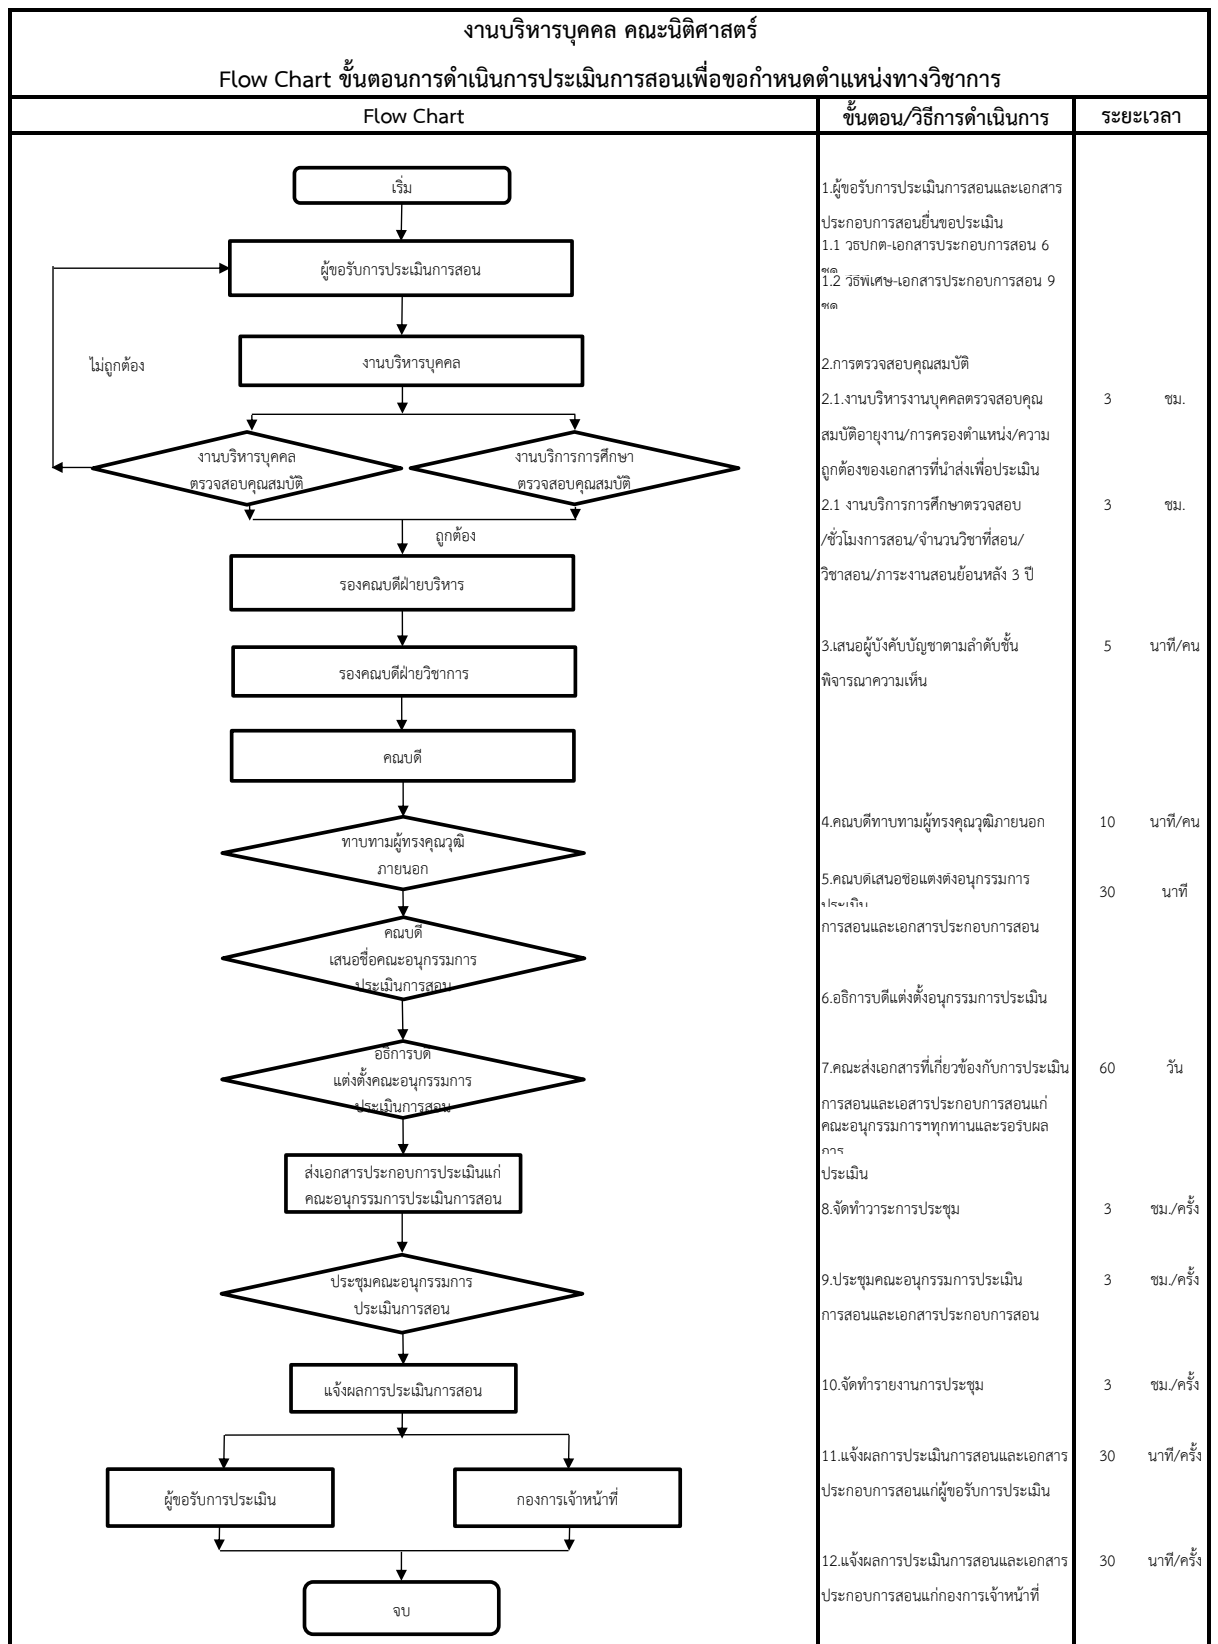 งานบริหารบุคคล คณะนิติศาสตร์
Flow Chart ขั้นตอนการดำเนินการประเมินการสอนเพื่อขอกำหนดตำแหน่งทางวิชาการ
Flow Chart
ขั้นตอน/วิธีการดำเนินการ
ระยะเวลา
เริ่ม
ผู้ขอรับการประเมินการสอน
ไม่ถูกต้อง
งานบริหารบุคคล
งานบริหารบุคคล
ตรวจสอบคุณสมบัติ
งานบริการการศึกษา
ตรวจสอบคุณสมบัติ
ถูกต้อง
รองคณบดีฝ่ายบริหาร
รองคณบดีฝ่ายวิชาการ
คณบดี
ทาบทามผู้ทรงคุณวุฒิ
ภายนอก
คณบดี
เสนอชื่อคณะอนุกรรมการ
ประเมินการสอน
อธิการบดี
แต่งตั้งคณะอนุกรรมการ
ประเมินการสอน
ส่งเอกสารประกอบการประเมินแก่
คณะอนุกรรมการประเมินการสอน
ประชุมคณะอนุกรรมการ
ประเมินการสอน
แจ้งผลการประเมินการสอน
ผู้ขอรับการประเมิน
กองการเจ้าหน้าที่
จบ
1.ผู้ขอรับการประเมินการสอนและเอกสาร
ประกอบการสอนยื่นขอประเมิน
1.1 วิธีปกติ-เอกสารประกอบการสอน 6
ชุด
1.2 วิธีพิเศษ-เอกสารประกอบการสอน 9
ชุด
2.การตรวจสอบคุณสมบัติ
2.1.งานบริหารงานบุคคลตรวจสอบคุณ 3 ชม.
สมบัติอายุงาน/การครองตำแหน่ง/ความ
ถูกต้องของเอกสารที่นำส่งเพื่อประเมิน
2.1 งานบริการการศึกษาตรวจสอบ 3 ชม.
/ชั่วโมงการสอน/จำนวนวิชาที่สอน/
วิชาสอน/ภาระงานสอนย้อนหลัง 3 ปี
3.เสนอผู้บังคับบัญชาตามลำดับชั้น 5 นาที/คน
พิจารณาความเห็น
4.คณบดีทาบทามผู้ทรงคุณวุฒิภายนอก 10 นาที/คน
5.คณบดีเสนอชื่อแต่งตั้งอนุกรรมการ
ประเมิน 30 นาที
การสอนและเอกสารประกอบการสอน
6.อธิการบดีแต่งตั้งอนุกรรมการประเมิน
7.คณะส่งเอกสารที่เกี่ยวข้องกับการประเมิน 60 วัน
การสอนและเอสารประกอบการสอนแก่
คณะอนุกรรมการฯทุกท่านและรอรับผล
การ
ประเมิน
8.จัดทำวาระการประชุม 3 ชม./ครั้ง
9.ประชุมคณะอนุกรรมการประเมิน 3 ชม./ครั้ง
การสอนและเอกสารประกอบการสอน
10.จัดทำรายงานการประชุม 3 ชม./ครั้ง
11.แจ้งผลการประเมินการสอนและเอกสาร 30 นาที/ครั้ง
ประกอบการสอนแก่ผู้ขอรับการประเมิน
12.แจ้งผลการประเมินการสอนและเอกสาร 30 นาที/ครั้ง
ประกอบการสอนแก่กองการเจ้าหน้าที่